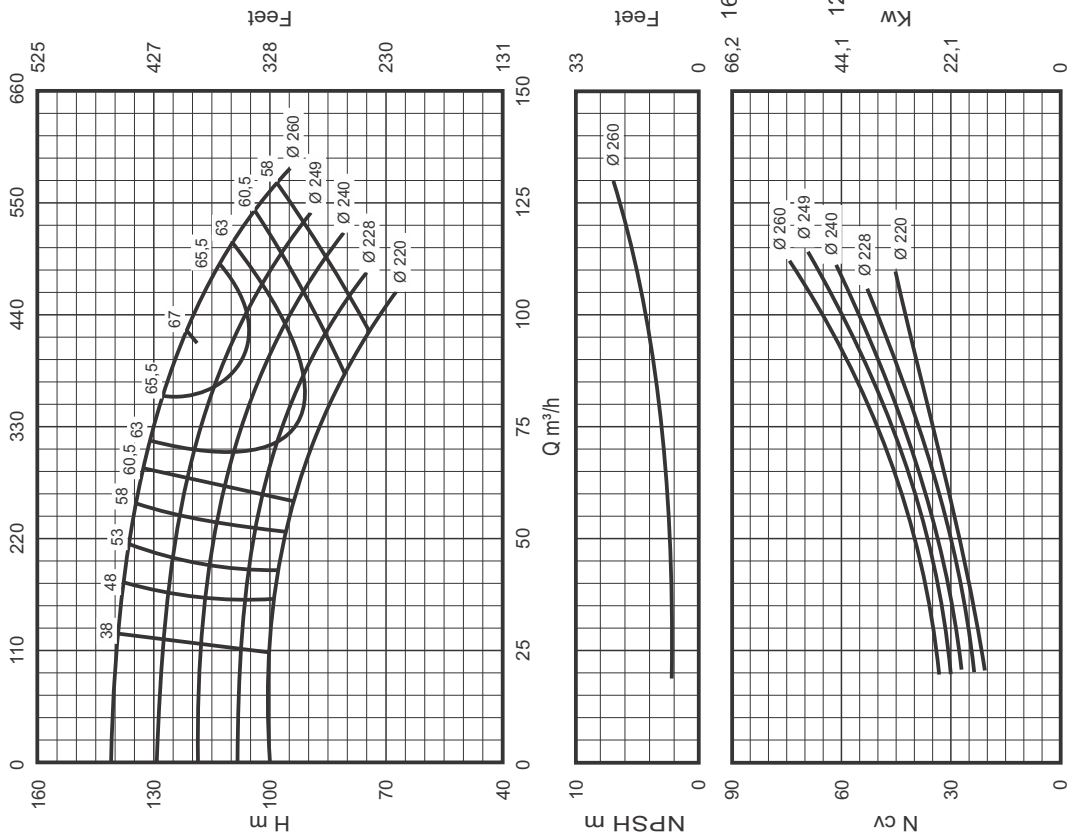 0 110 220 330 440 550 660
160 525
130 427
100 328
70 230
40 131
H m
Feet
38
48
53
58
60,5
63
65,5
67
65,5
63
60,5
58
Ø 260
Ø 249
Ø 240
Ø 228
Ø 220
0 25 50 75 100 125 150
Q m³/h
10 33
0 0
NPSH m
Feet
Ø 260
90 66,2
60 44,1
30 22,1
0 0
N cv
Kw
Ø 260
Ø 249
Ø 240
Ø 228
Ø 220
16
12